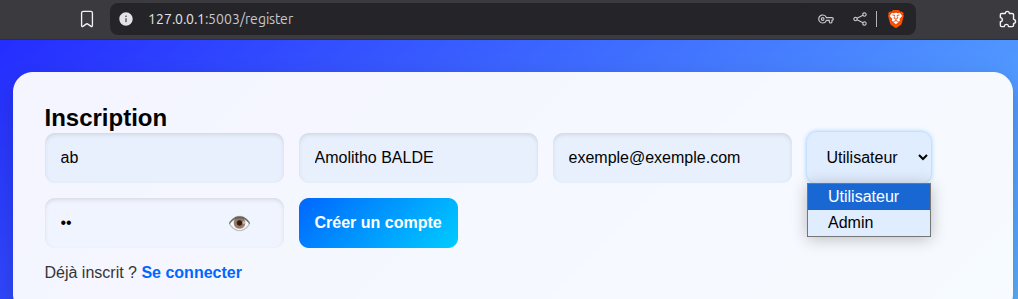 127.0.0.1:5003/register
Inscription
ab
Amolitho BALDE
exemple@exemple.com
Utilisateur
Utilisateur
Admin
••
Créer un compte
Déjà inscrit ? Se connecter